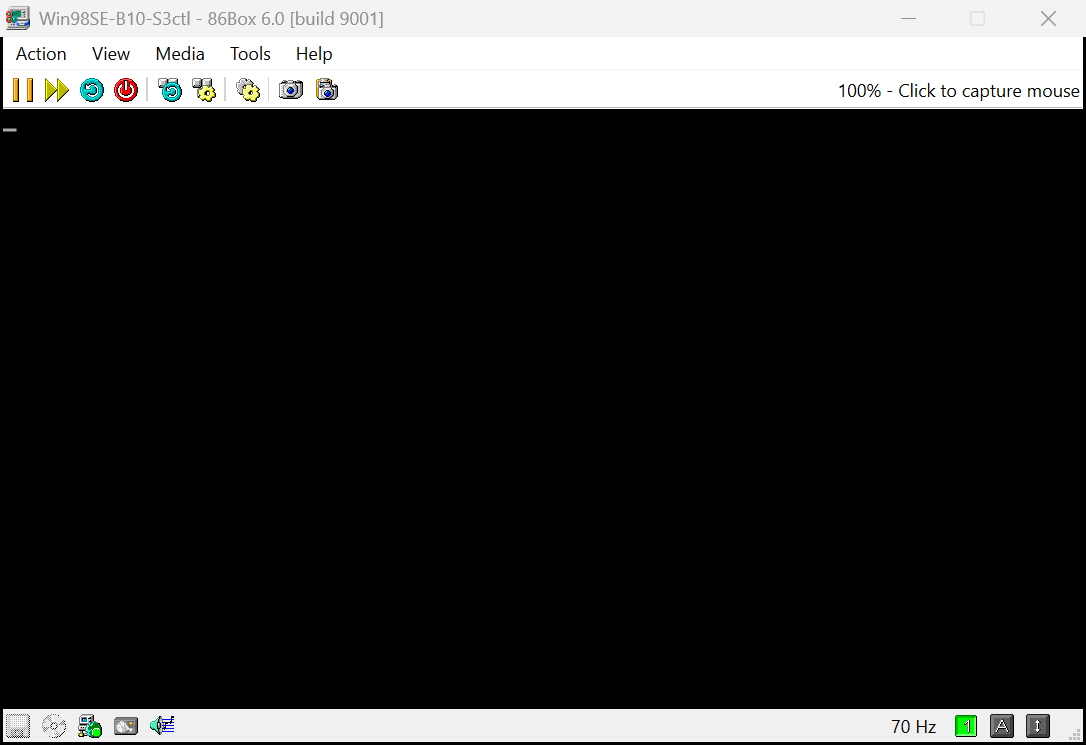 Win98SE-B10-S3ctl - 86Box 6.0 [build 9001]
Action View Media Tools Help
100% - Click to capture mouse
70 Hz 1 A